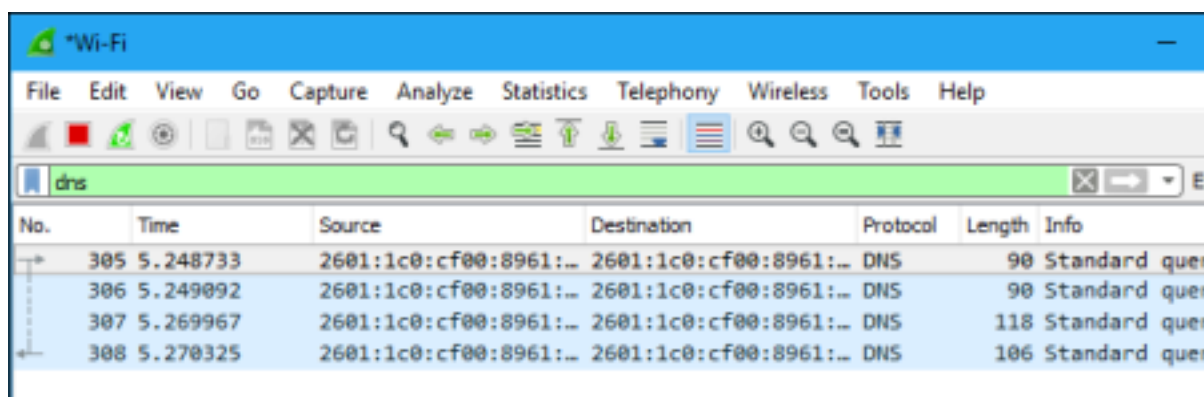 *Wi-Fi
File Edit View Go Capture Analyze Statistics Telephony Wireless Tools Help
dns
No. Time Source Destination Protocol Length Info
305 5.248733 2601:1c0:cf00:8961:… 2601:1c0:cf00:8961:… DNS 90 Standard quer
306 5.249092 2601:1c0:cf00:8961:… 2601:1c0:cf00:8961:… DNS 90 Standard quer
307 5.269967 2601:1c0:cf00:8961:… 2601:1c0:cf00:8961:… DNS 118 Standard quer
308 5.270325 2601:1c0:cf00:8961:… 2601:1c0:cf00:8961:… DNS 106 Standard quer